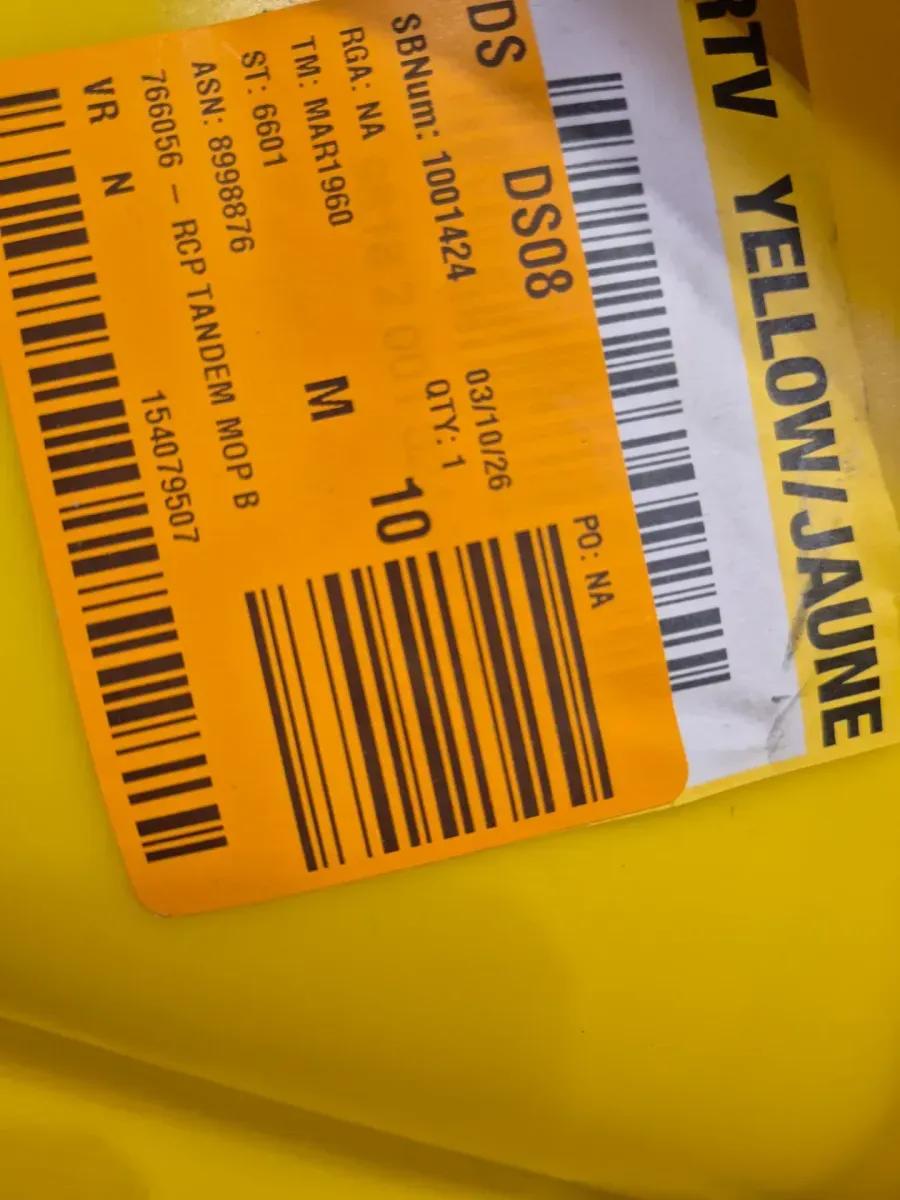 RTV YELLOW/JAUNE
DS DS08
PO: NA
SBNum: 1001424 03/10/26
RGA: NA QTY: 1
TM: MAR1960 10
ST: 6601 M
ASN: 8998876
766056 - RCP TANDEM MOP B
VR N 154079507